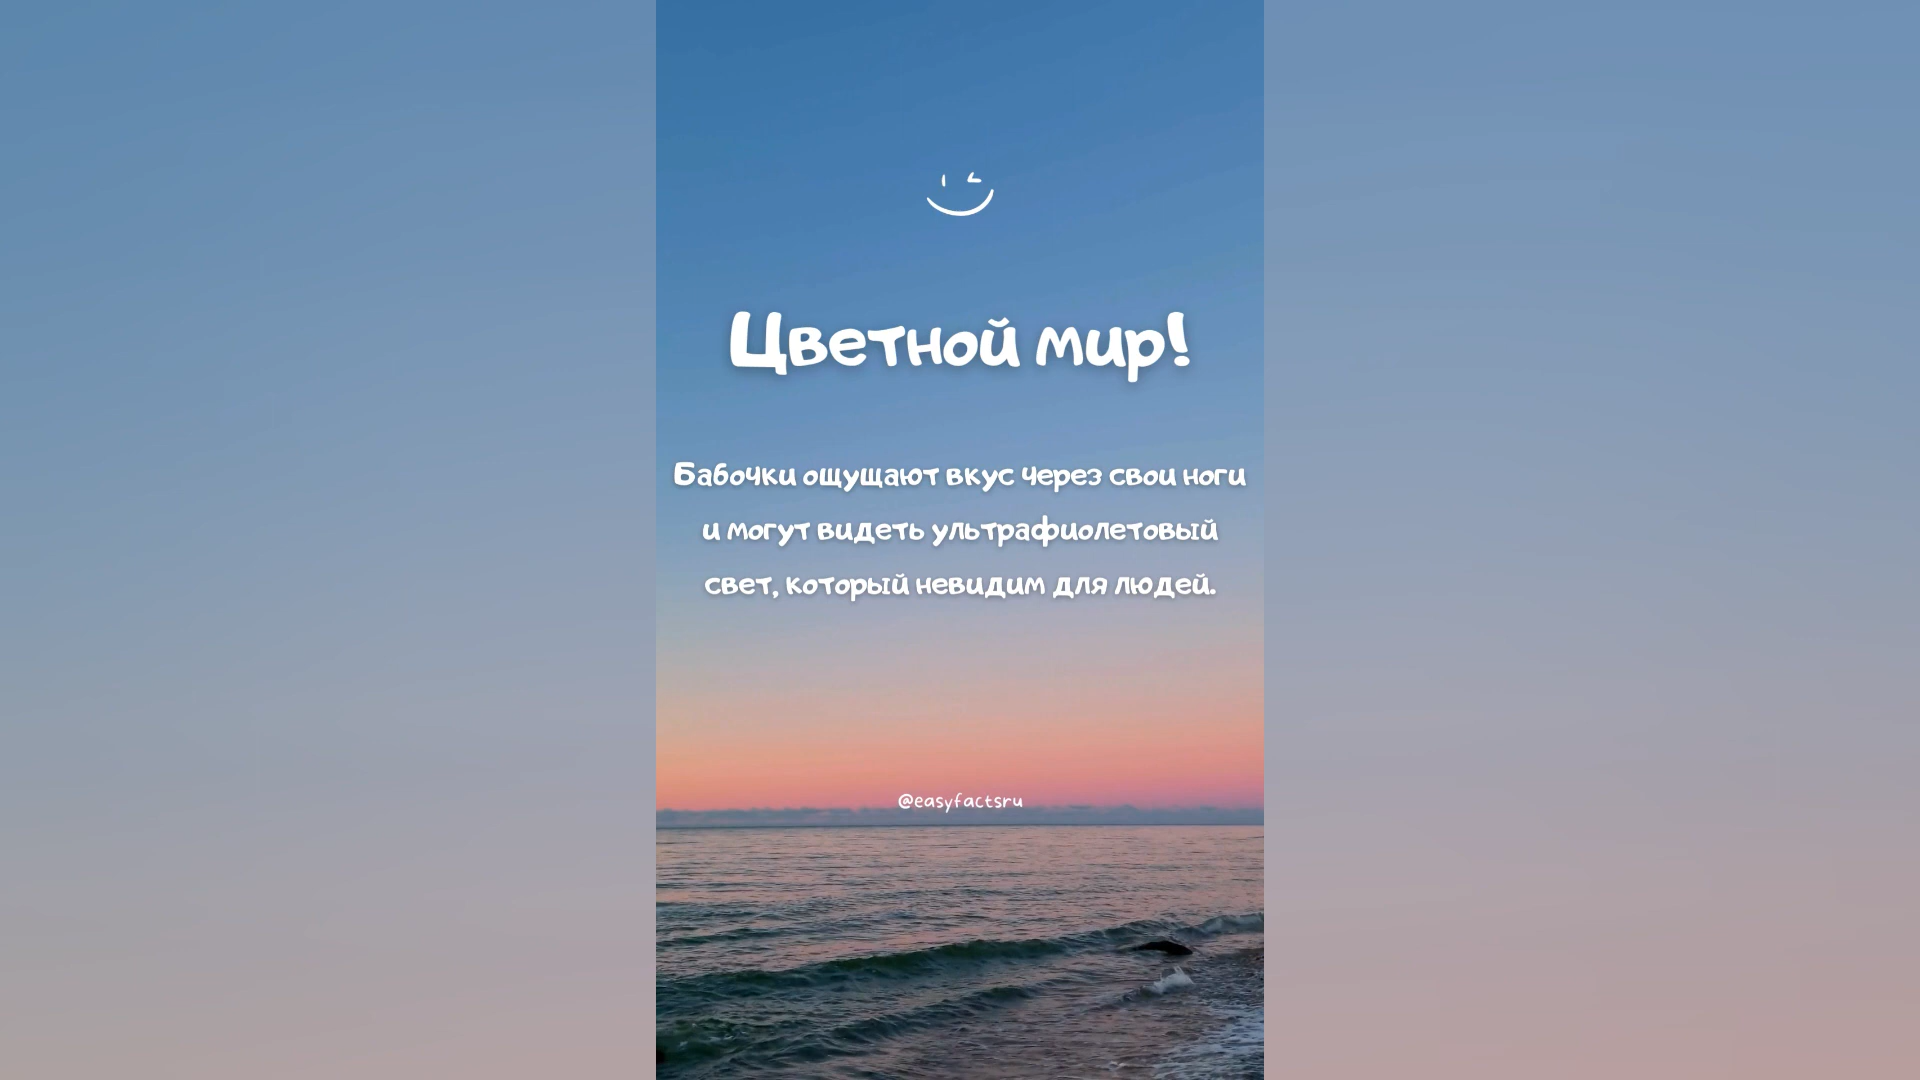 Цветной мир!
Бабочки ощущают вкус через свои ноги
и могут видеть ультрафиолетовый
свет, который невидим для людей.
@easyfactsru